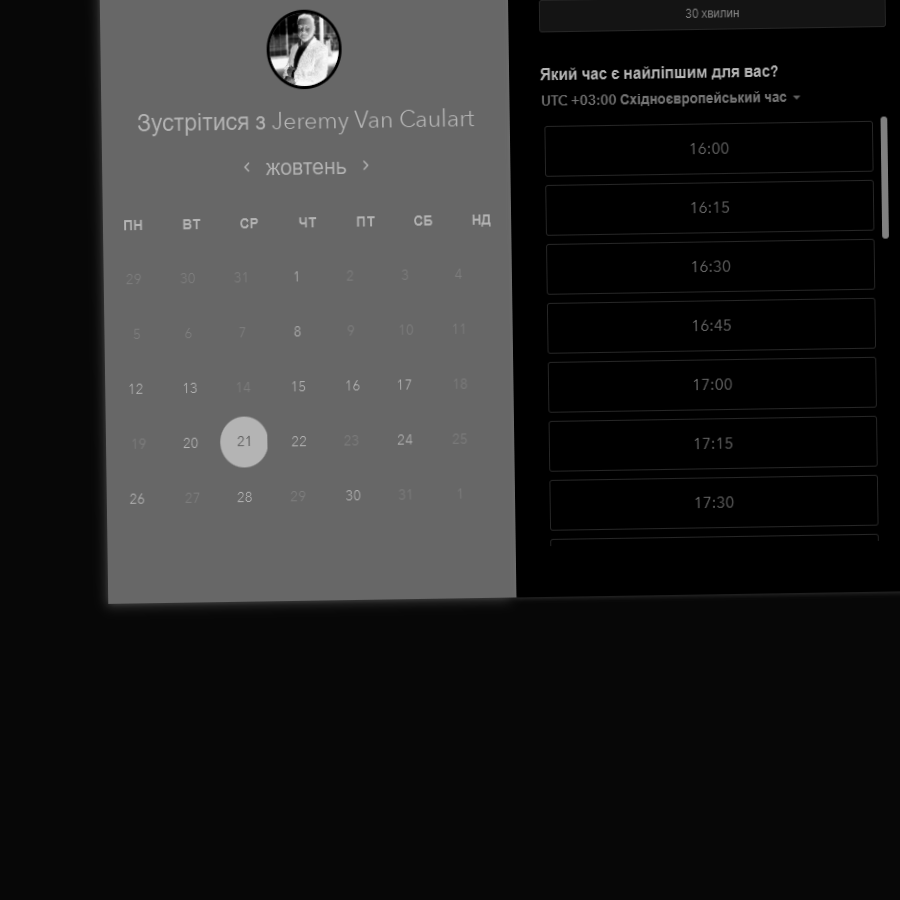 Зустрітися з Jeremy Van Caulart
жовтень
ПН ВТ СР ЧТ ПТ СБ НД
29 30 31 1 2 3 4
5 6 7 8 9 10 11
12 13 14 15 16 17 18
19 20 21 22 23 24 25
26 27 28 29 30 31 1
30 хвилин
Який час є найліпшим для вас?
UTC +03:00 Східноєвропейський час
16:00
16:15
16:30
16:45
17:00
17:15
17:30